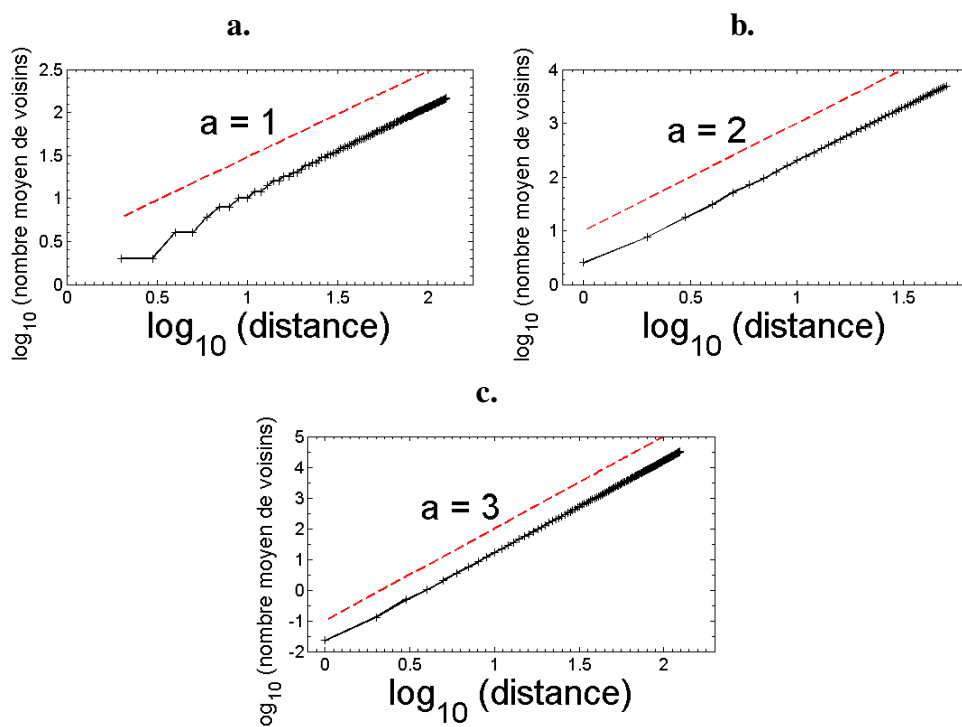 a.
log10 (nombre moyen de voisins)
2.5
2
1.5
1
0.5
0
a = 1
0 0.5 1 1.5 2
log10 (distance)
b.
log10 (nombre moyen de voisins)
4
3
2
1
0
a = 2
0 0.5 1 1.5
log10 (distance)
c.
log10 (nombre moyen de voisins)
5
4
3
2
1
0
-1
-2
a = 3
0 0.5 1 1.5 2
log10 (distance)